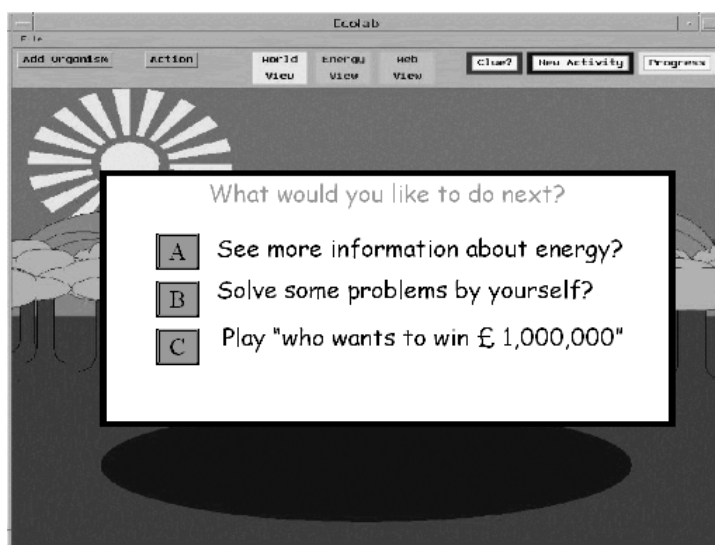 Ecolab
File
Add Organism Action World View Energy View Web View Clue? New Activity Progress
What would you like to do next?
A See more information about energy?
B Solve some problems by yourself?
C Play "who wants to win £ 1,000,000"